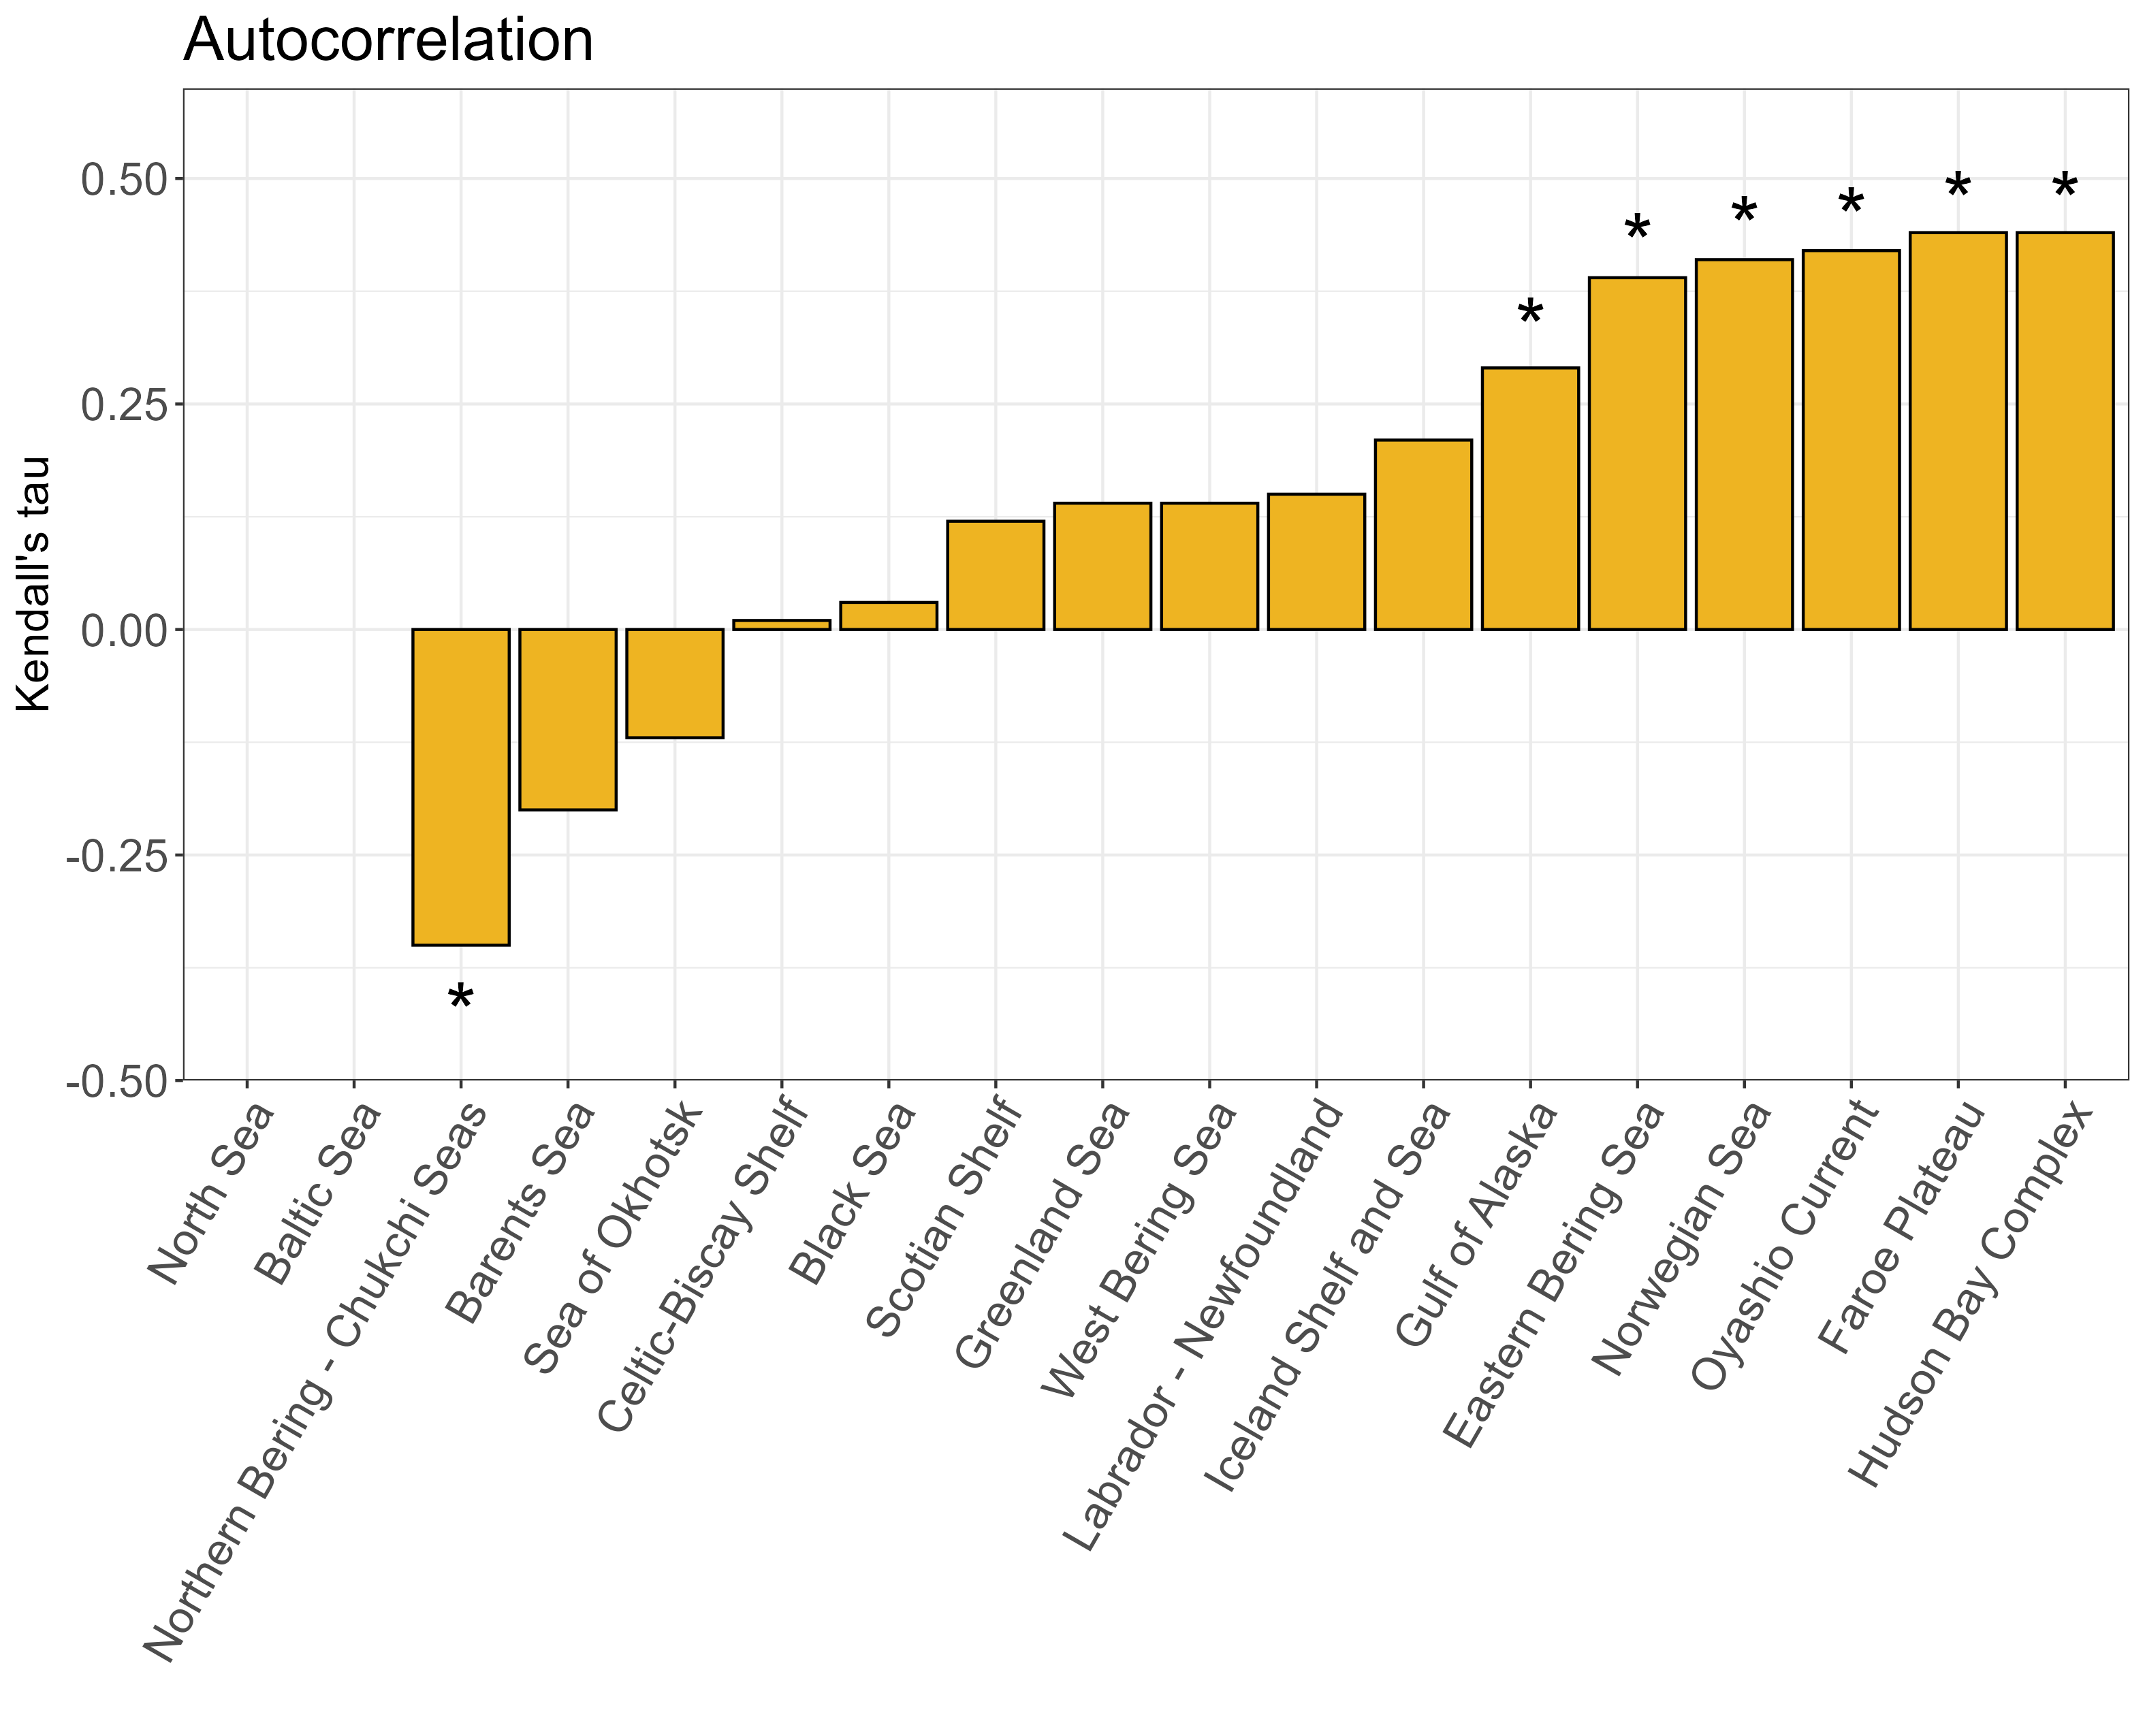 Autocorrelation
Kendall's tau
0.50
0.25
0.00
-0.25
-0.50
*
*
*
*
*
*
*
North Sea
Baltic Sea
Northern Bering - Chukchi Seas
Barents Sea
Sea of Okhotsk
Celtic-Biscay Shelf
Black Sea
Scotian Shelf
Greenland Sea
West Bering Sea
Labrador - Newfoundland
Iceland Shelf and Sea
Gulf of Alaska
Eastern Bering Sea
Norwegian Sea
Oyashio Current
Faroe Plateau
Hudson Bay Complex